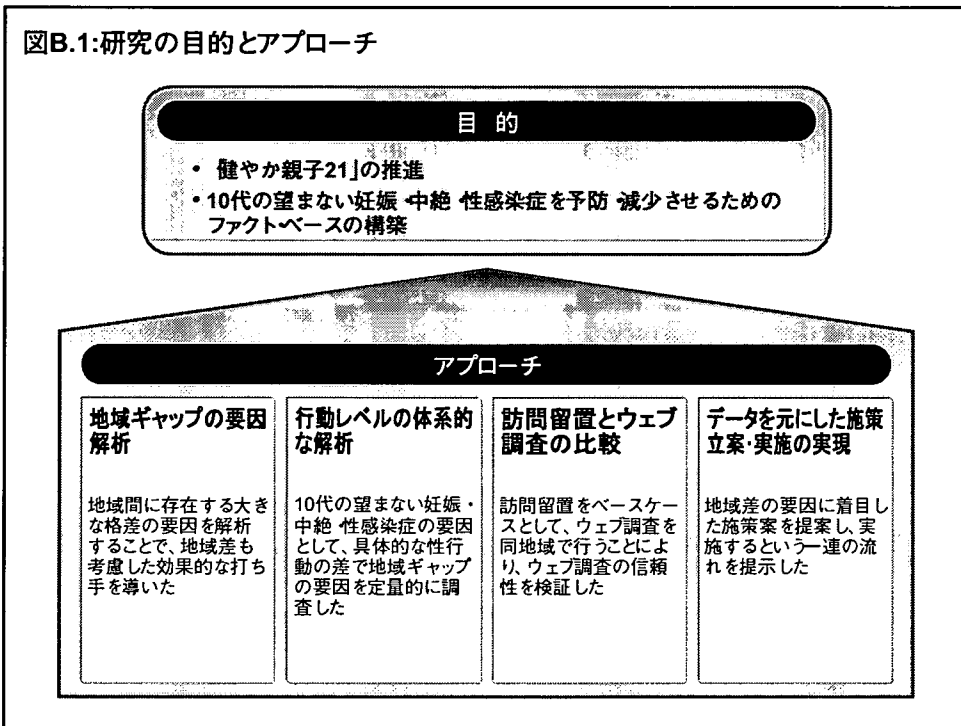 図B.1:研究の目的とアプローチ
目 的
• 「健やか親子21」の推進
• 10代の望まない妊娠・中絶・性感染症を予防・減少させるための
ファクト・ベースの構築
アプローチ
地域ギャップの要因
解析
地域間に存在する大き
な格差の要因を解析
することで、地域差も
考慮した効果的な打ち
手を導いた
行動レベルの体系的
な解析
10代の望まない妊娠・
中絶・性感染症の要因
として、具体的な性行
動の差で地域ギャップ
の要因を定量的に調
査した
訪問留置とウェブ
調査の比較
訪問留置をベースケー
スとして、ウェブ調査を
同地域で行うことによ
り、ウェブ調査の信頼
性を検証した
データを元にした施策
立案・実施の実現
地域差の要因に着目し
た施策案を提案し、実
施するという一連の流
れを提示した